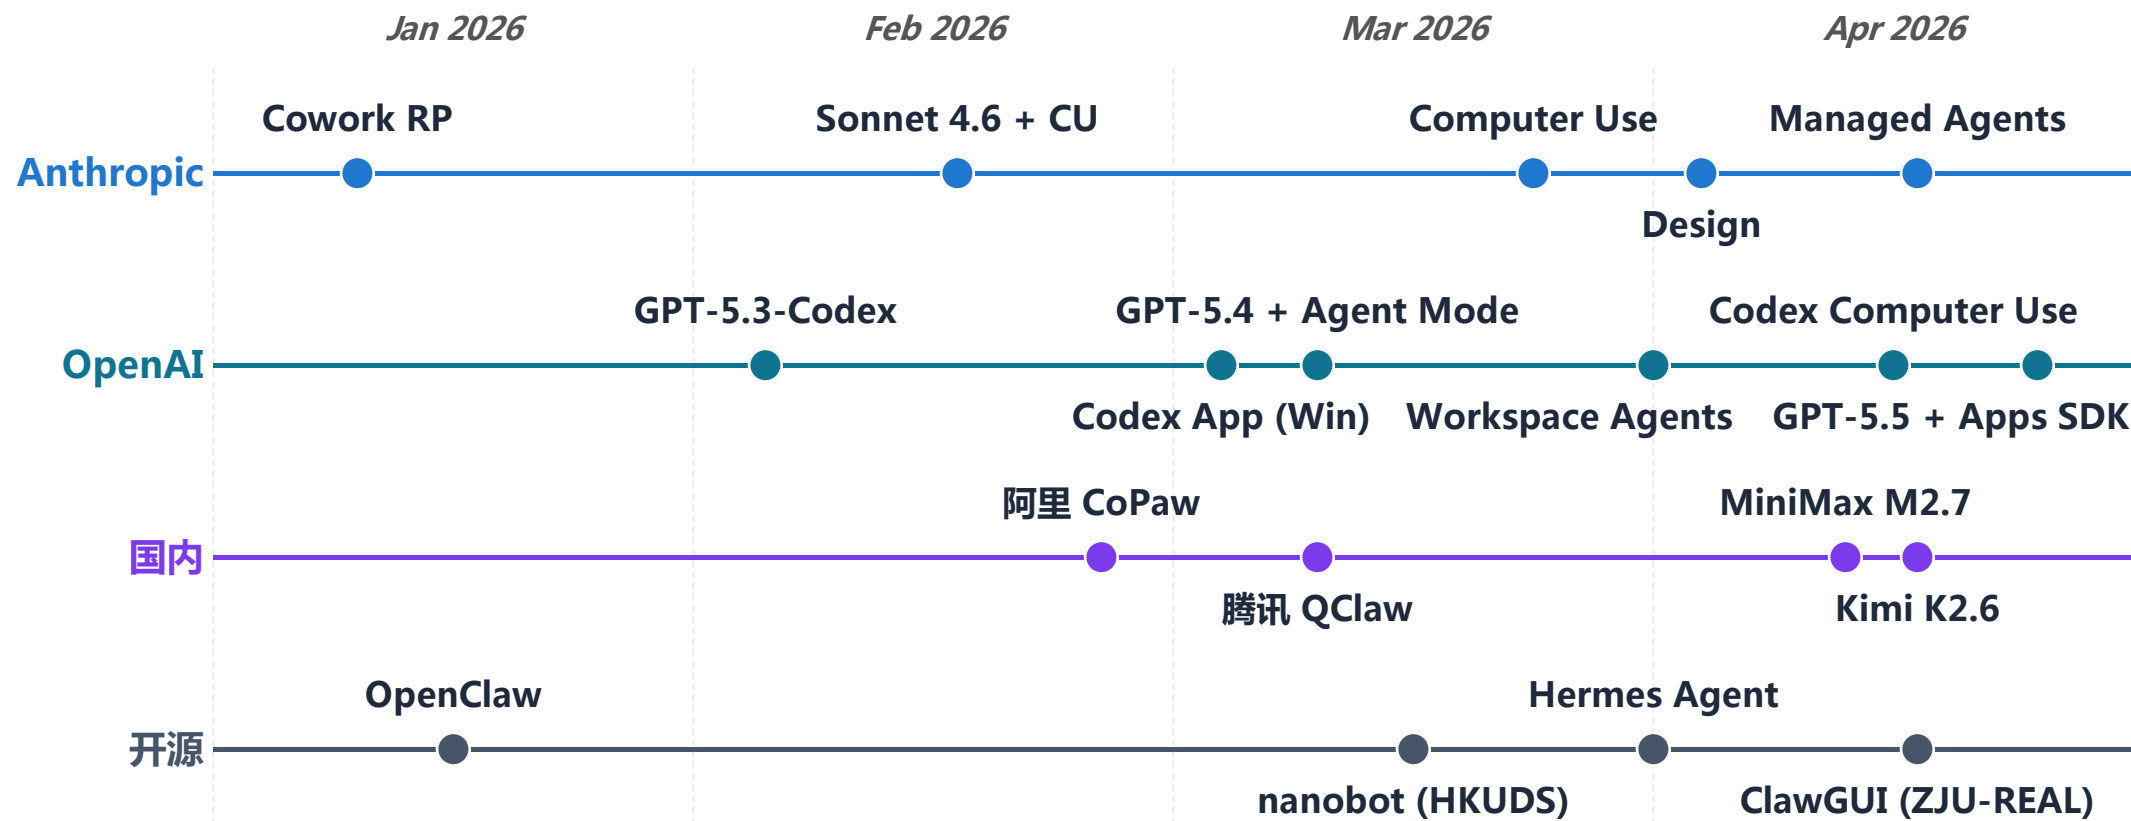 Jan 2026
Feb 2026
Mar 2026
Apr 2026
Cowork RP
Sonnet 4.6 + CU
Computer Use
Managed Agents
Anthropic
Design
GPT-5.3-Codex
GPT-5.4 + Agent Mode
Codex Computer Use
OpenAI
Codex App (Win)
Workspace Agents
GPT-5.5 + Apps SDK
阿里 CoPaw
MiniMax M2.7
国内
腾讯 QClaw
Kimi K2.6
OpenClaw
Hermes Agent
开源
nanobot (HKUDS)
ClawGUI (ZJU-REAL)